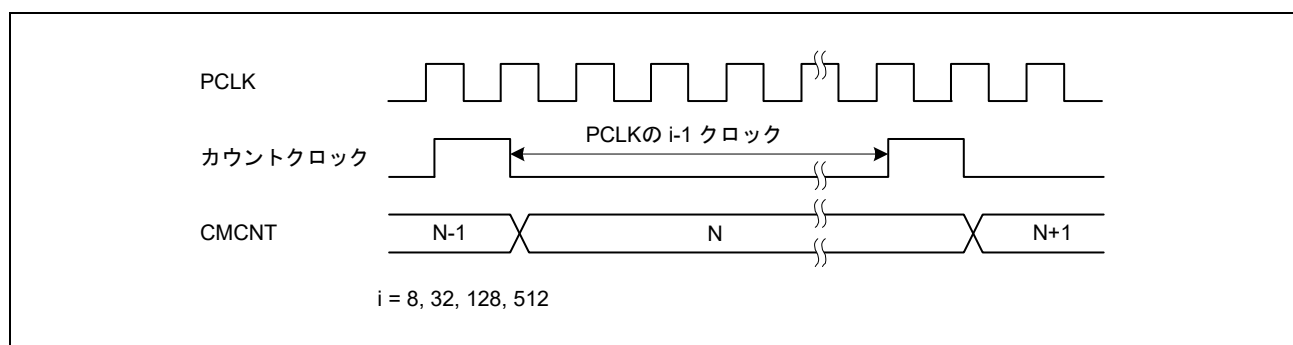 PCLK
PCLKの i-1 クロック
カウントクロック
CMCNT
N-1
N
N+1
i = 8, 32, 128, 512